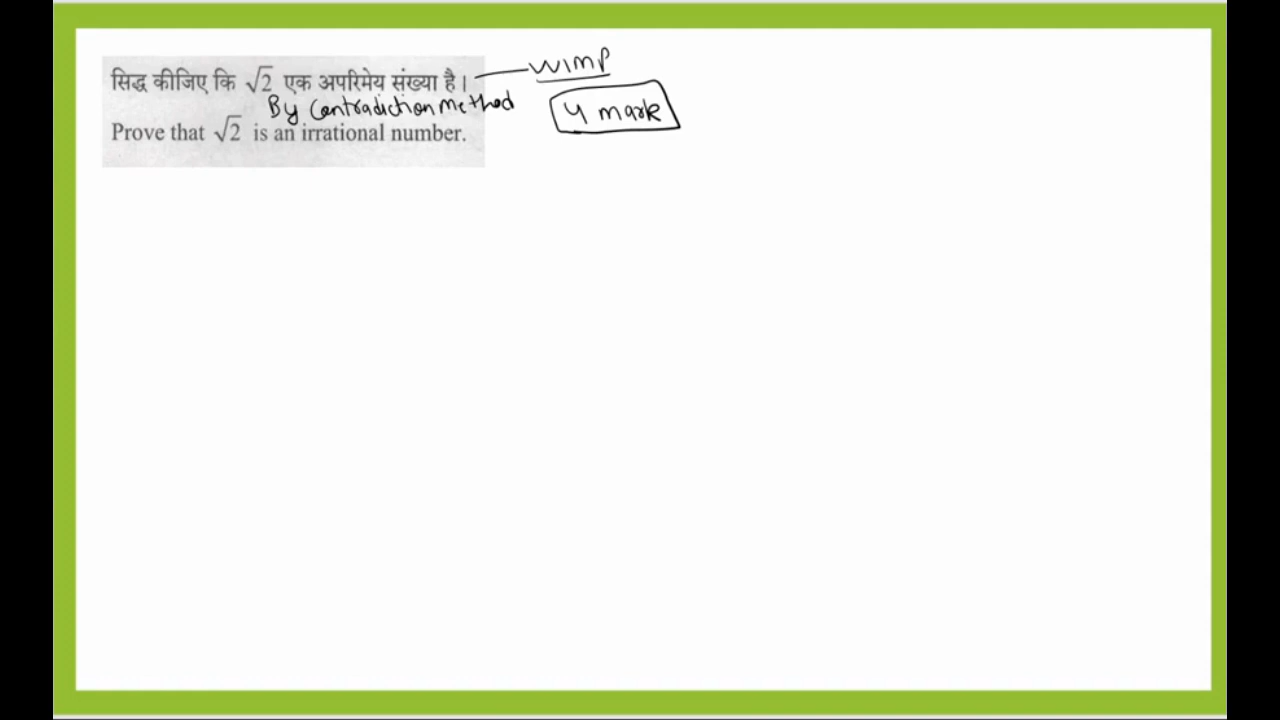 सिद्ध कीजिए कि √2 एक अपरिमेय संख्या है।
WIMP
By Contradiction Method
4 mark
Prove that √2 is an irrational number.